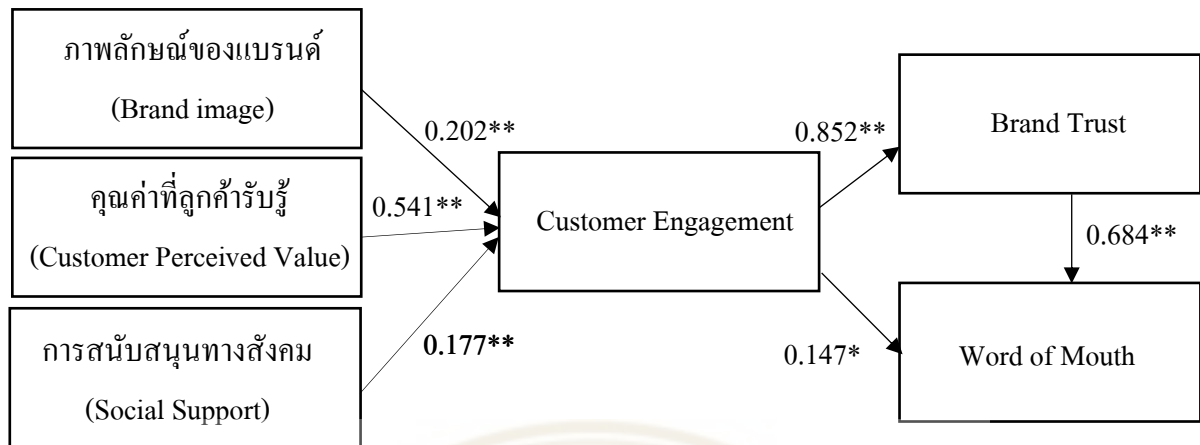 ภาพลักษณ์ของแบรนด์
(Brand image)
0.202**
คุณค่าที่ลูกค้ารับรู้
(Customer Perceived Value)
0.541**
การสนับสนุนทางสังคม
(Social Support)
0.177**
Customer Engagement
0.852**
Brand Trust
0.684**
0.147*
Word of Mouth